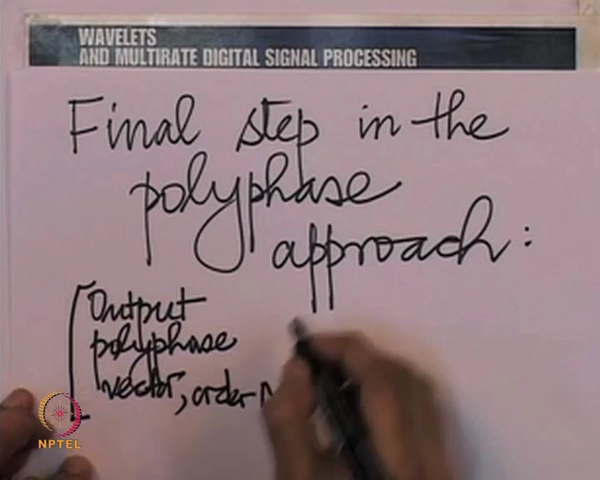 WAVELETS
AND MULTIRATE DIGITAL SIGNAL PROCESSING
Final step in the
polyphase
approach:
Output
polyphase
vector, order
NPTEL